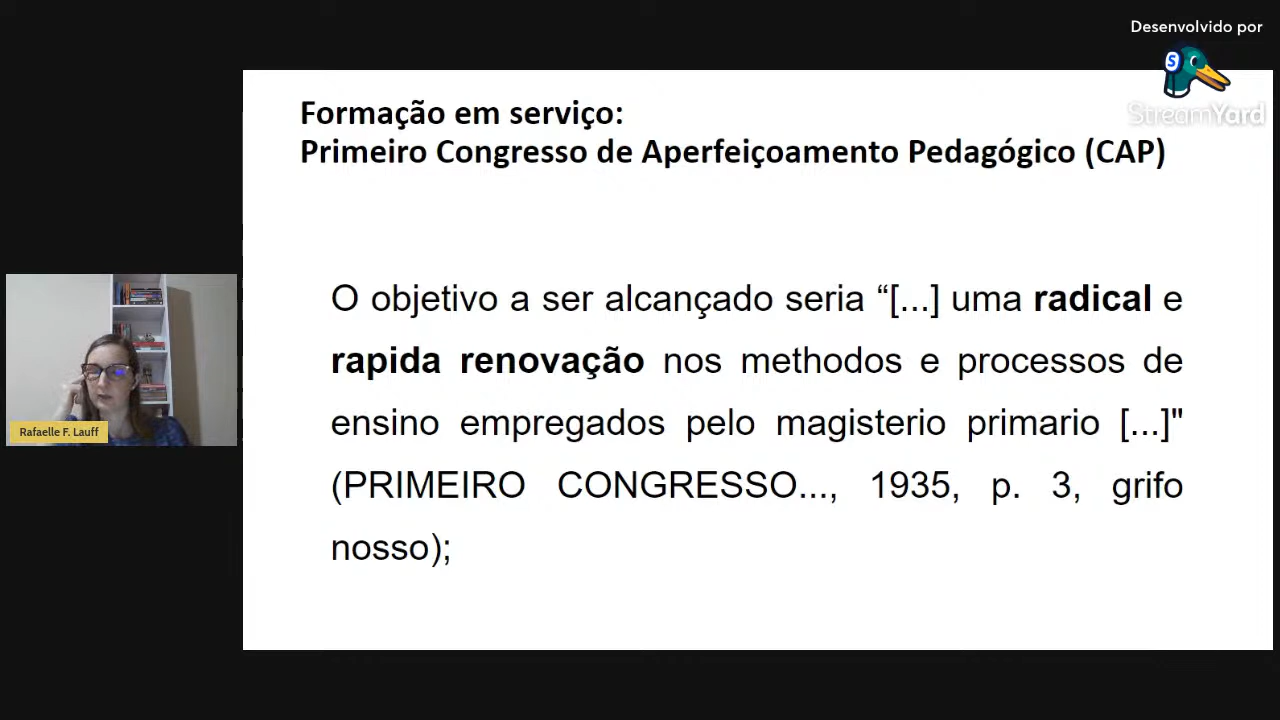 Desenvolvido por
S
StreamYard
Formação em serviço:
Primeiro Congresso de Aperfeiçoamento Pedagógico (CAP)
O objetivo a ser alcançado seria “[...] uma radical e
rapida renovação nos methodos e processos de
ensino empregados pelo magisterio primario [...]"
(PRIMEIRO CONGRESSO..., 1935, p. 3, grifo
nosso);
Rafaelle F. Lauff